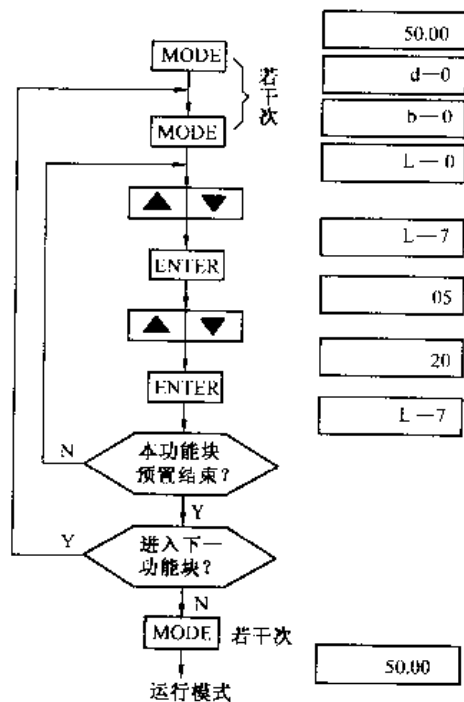 50.00
MODE
若干次
d—0
b—0
MODE
L—0
▲ ▼
L—7
ENTER
05
▲ ▼
20
ENTER
L—7
N
本功能块
预置结束？
Y
Y
进入下一
功能块？
N
MODE
若干次
50.00
运行模式